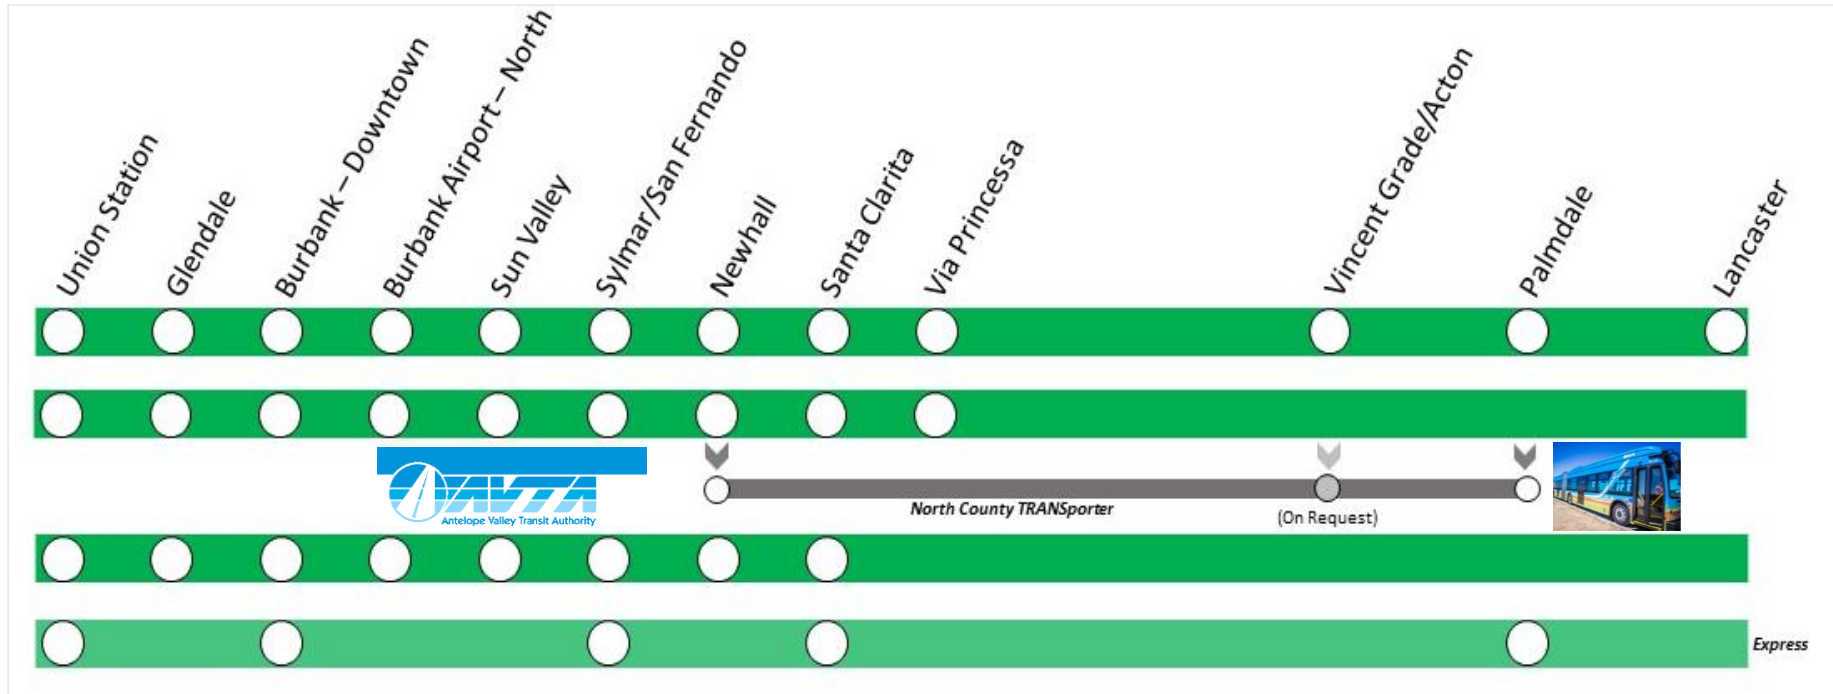 Union Station
Glendale
Burbank – Downtown
Burbank Airport – North
Sun Valley
Sylmar/San Fernando
Newhall
Santa Clarita
Via Princessa
Vincent Grade/Acton
Palmdale
Lancaster
AVTA
Antelope Valley Transit Authority
North County TRANSporter
(On Request)
Express